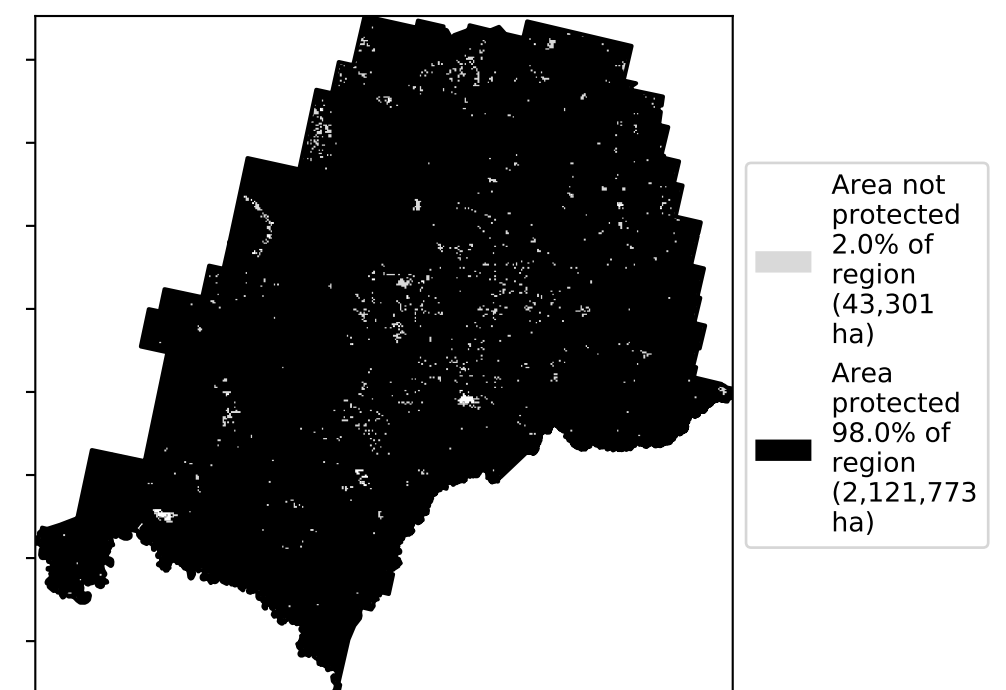 Area not
protected
2.0% of
region
(43,301
ha)
Area
protected
98.0% of
region
(2,121,773
ha)